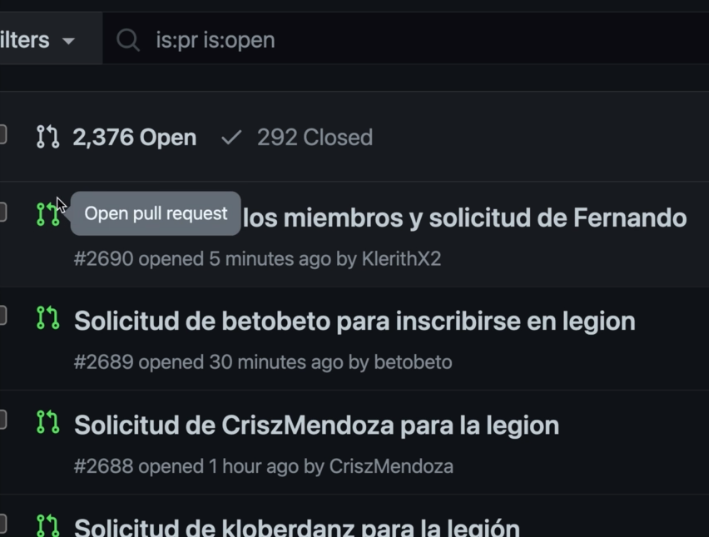 ilters
is:pr is:open
2,376 Open 292 Closed
Open pull request los miembros y solicitud de Fernando
#2690 opened 5 minutes ago by KlerithX2
Solicitud de betobeto para inscribirse en legion
#2689 opened 30 minutes ago by betobeto
Solicitud de CriszMendoza para la legion
#2688 opened 1 hour ago by CriszMendoza
Solicitud de kloberdanz para la legión